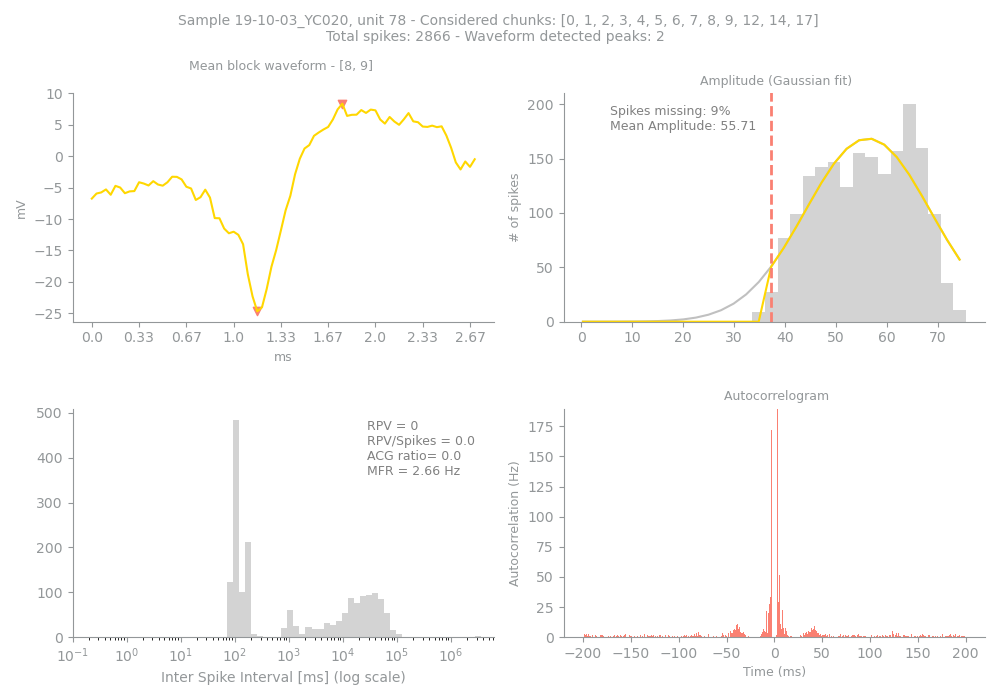 Sample 19-10-03_YC020, unit 78 - Considered chunks: [0, 1, 2, 3, 4, 5, 6, 7, 8, 9, 12, 14, 17]
Total spikes: 2866 - Waveform detected peaks: 2
Mean block waveform - [8, 9]
10
5
0
−5
−10
−15
−20
−25
mV
0.0 0.33 0.67 1.0 1.33 1.67 2.0 2.33 2.67
ms
Amplitude (Gaussian fit)
Spikes missing: 9%
Mean Amplitude: 55.71
200
150
100
50
0
# of spikes
0 10 20 30 40 50 60 70
500
400
300
200
100
0
RPV = 0
RPV/Spikes = 0.0
ACG ratio= 0.0
MFR = 2.66 Hz
10⁻¹ 10⁰ 10¹ 10² 10³ 10⁴ 10⁵ 10⁶
Inter Spike Interval [ms] (log scale)
Autocorrelogram
175
150
125
100
75
50
25
0
Autocorrelation (Hz)
−200 −150 −100 −50 0 50 100 150 200
Time (ms)